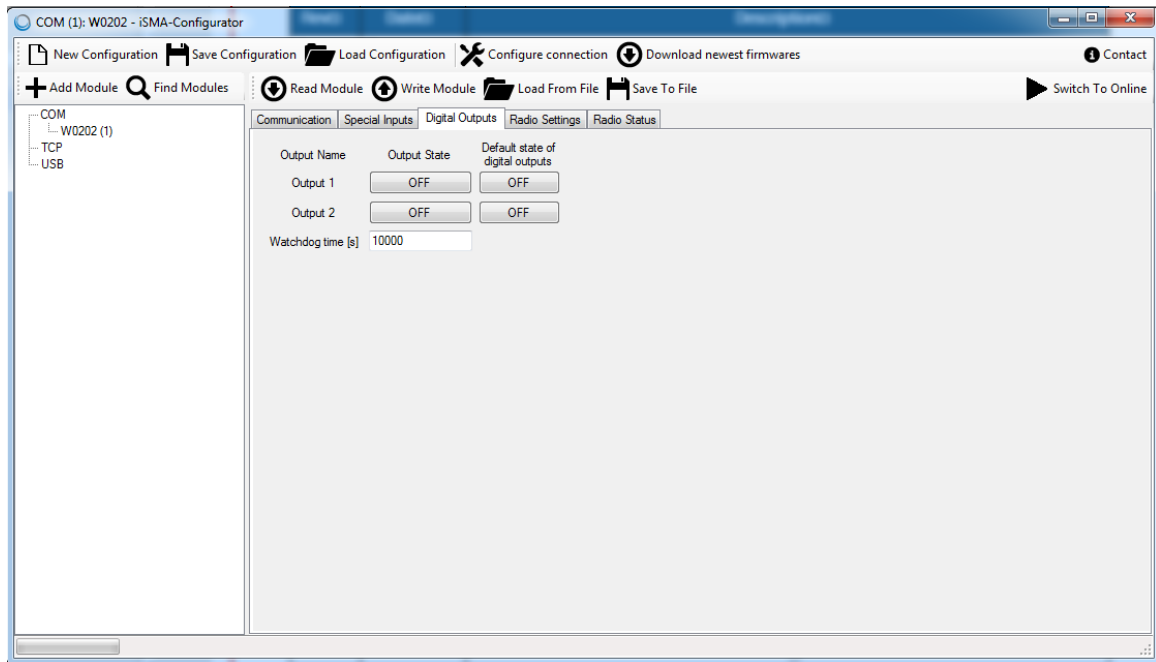 COM (1): W0202 - iSMA-Configurator
New Configuration Save Configuration Load Configuration Configure connection Download newest firmwares Contact
Add Module Find Modules Read Module Write Module Load From File Save To File Switch To Online
COM
W0202 (1)
TCP
USB
Communication Special Inputs Digital Outputs Radio Settings Radio Status
Output Name Output State Default state of
digital outputs
Output 1 OFF OFF
Output 2 OFF OFF
Watchdog time [s] 10000